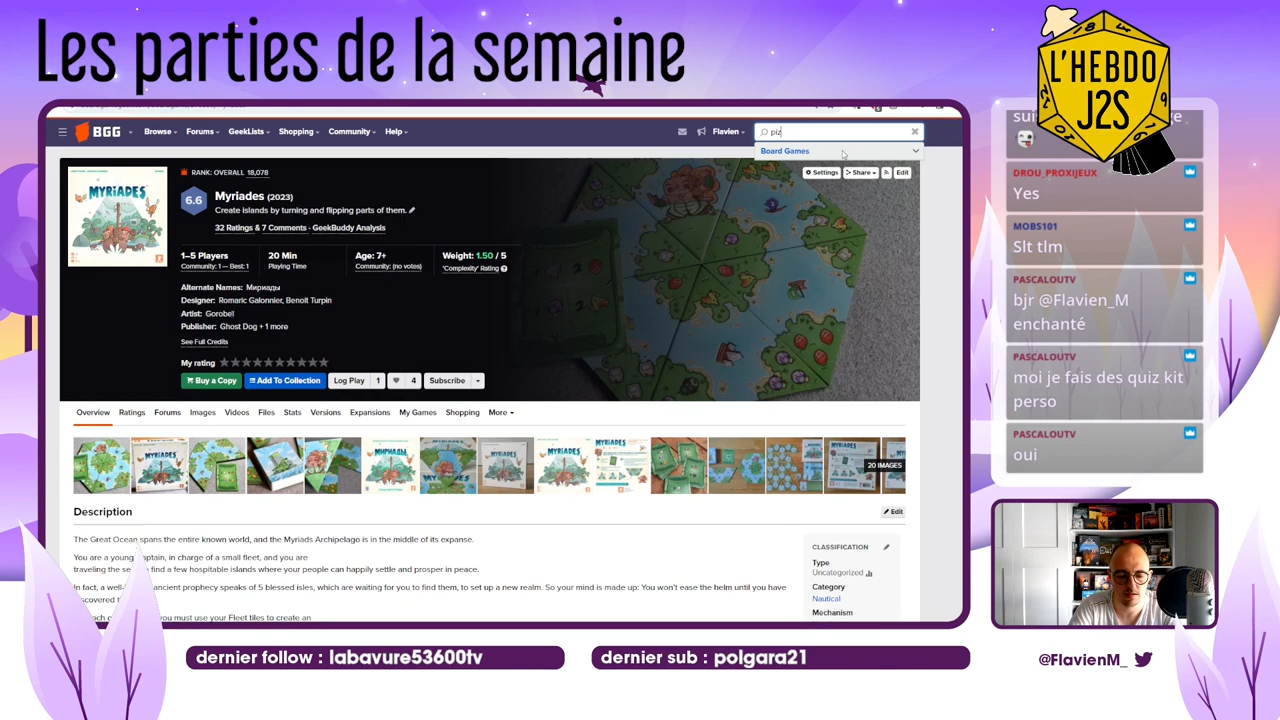 Les parties de la semaine
L'HEBDO
J2S
BGG
Browse
Forums
GeekLists
Shopping
Community
Help
Flavien
piz
Board Games
RANK: OVERALL 18,078
Settings
Share
Edit
MYRIADES
6.6
Myriades (2023)
Create islands by turning and flipping parts of them.
32 Ratings & 7 Comments · GeekBuddy Analysis
1–5 Players
Community: 1 — Best: 1
20 Min
Playing Time
Age: 7+
Community: (no votes)
Weight: 1.50 / 5
'Complexity' Rating
Alternate Names: Мириады
Designer: Romaric Galonnier, Benoit Turpin
Artist: Gorobeï
Publisher: Ghost Dog + 1 more
See Full Credits
My rating
Buy a Copy
Add To Collection
Log Play 1
4
Subscribe
Overview
Ratings
Forums
Images
Videos
Files
Stats
Versions
Expansions
My Games
Shopping
More
20 IMAGES
Description
Edit
The Great Ocean spans the entire known world, and the Myriads Archipelago is in the middle of its expanse.
You are a young captain, in charge of a small fleet, and you are
traveling the find a few hospitable islands where your people can happily settle and prosper in peace.
In fact, a ancient prophecy speaks of 5 blessed isles, which are waiting for you to find them, to set up a new realm. So your mind is made up: You won't ease the helm until you have
must use your Fleet tiles to create an
CLASSIFICATION
Type
Uncategorized
Category
Nautical
Mechanism
DROU_PROXIJEUX
Yes
MOBS101
Slt tlm
PASCALOUTV
bjr @Flavien_M
enchanté
PASCALOUTV
moi je fais des quiz kit
perso
PASCALOUTV
oui
dernier follow : labavure53600tv
dernier sub : polgara21
@FlavienM_